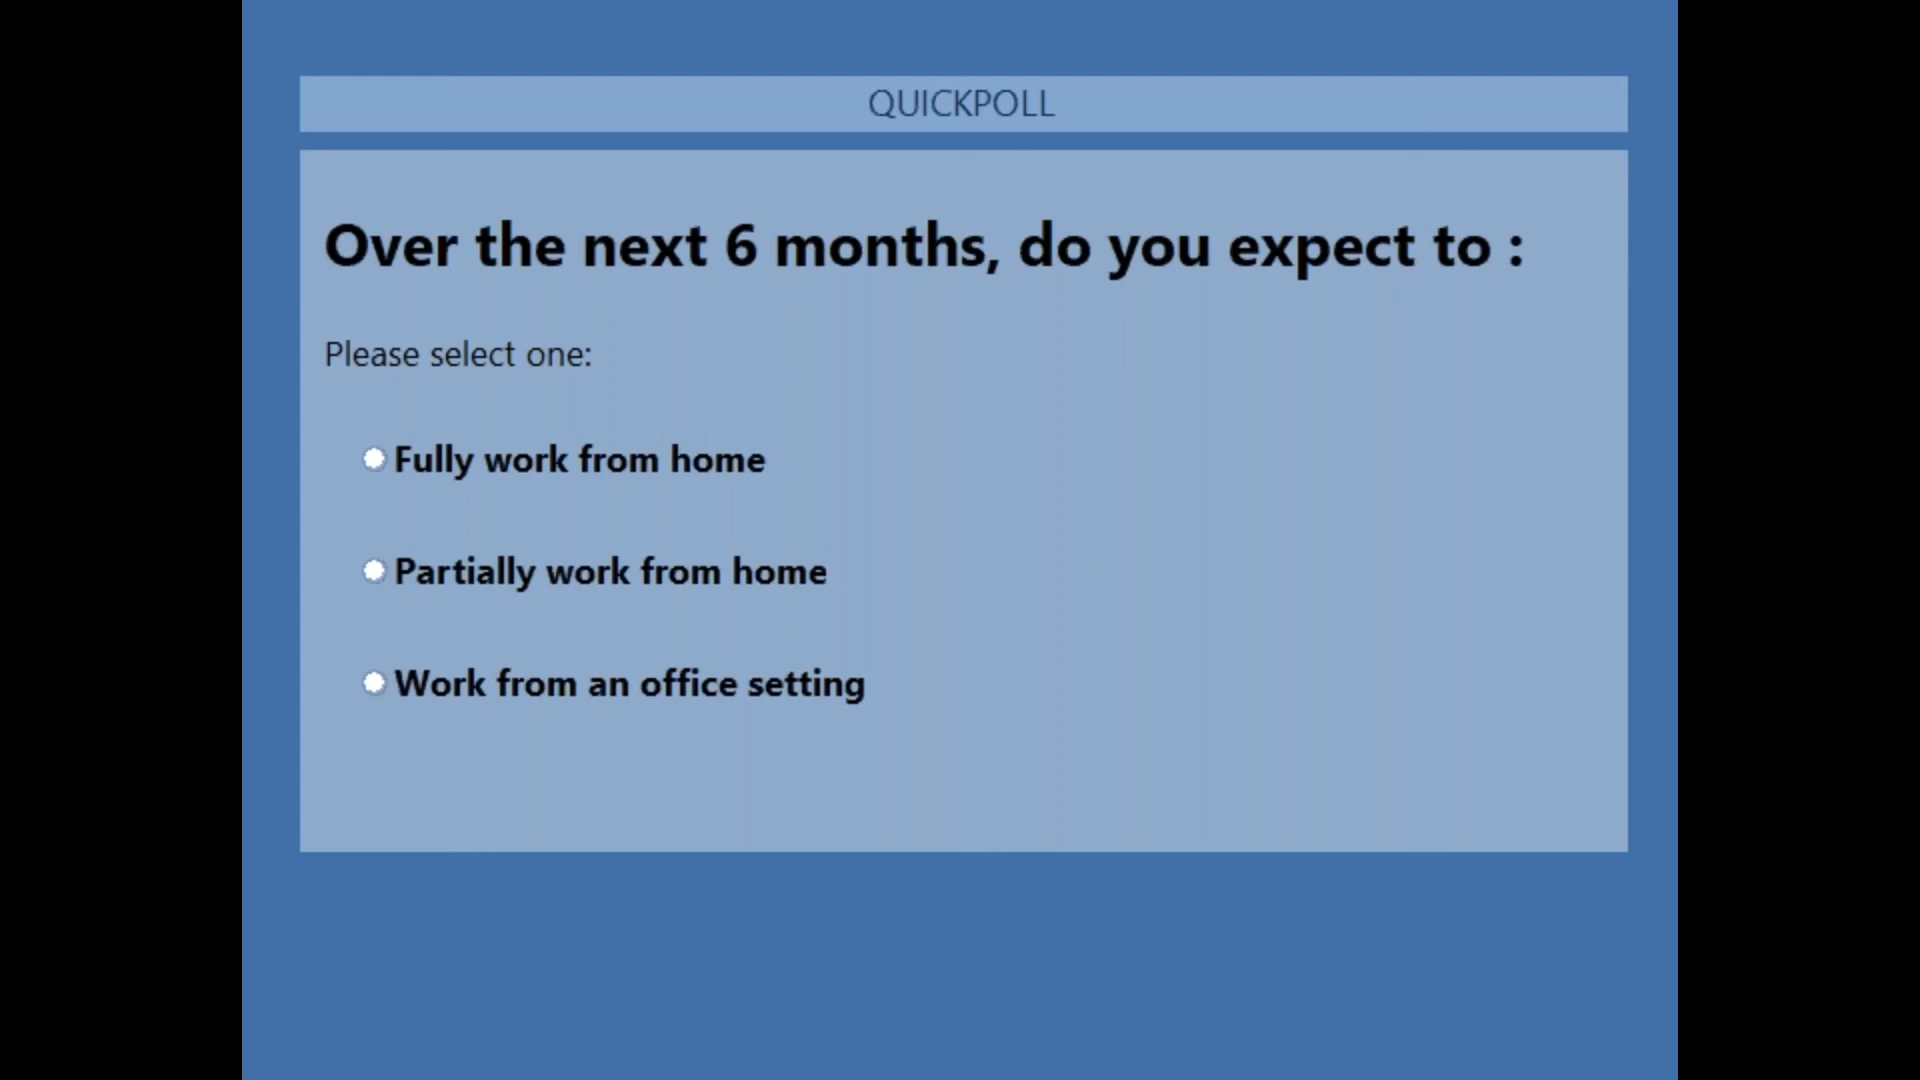 QUICKPOLL
Over the next 6 months, do you expect to :
Please select one:
Fully work from home
Partially work from home
Work from an office setting